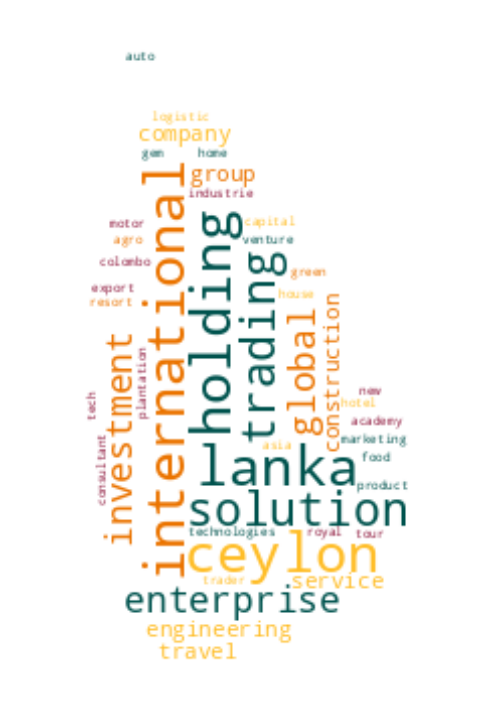 auto
logistic
company
gem
home
group
industrie
international
holding
motor
capital
agro
venture
trading
colombo
green
export
house
resort
global
construction
investment
plantation
tech
new
hotel
academy
consultant
marketing
asia
lanka
food
product
solution
technologies
royal
tour
ceylon
trader
service
enterprise
engineering
travel